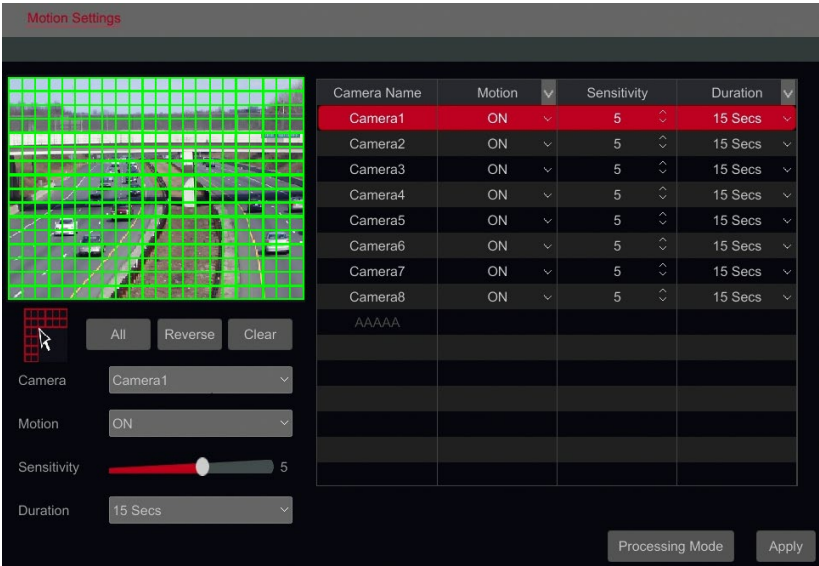 Motion Settings
Camera Name Motion Sensitivity Duration
Camera1 ON 5 15 Secs
Camera2 ON 5 15 Secs
Camera3 ON 5 15 Secs
Camera4 ON 5 15 Secs
Camera5 ON 5 15 Secs
Camera6 ON 5 15 Secs
Camera7 ON 5 15 Secs
Camera8 ON 5 15 Secs
AAAAA
All Reverse Clear
Camera Camera1
Motion ON
Sensitivity 5
Duration 15 Secs
Processing Mode Apply